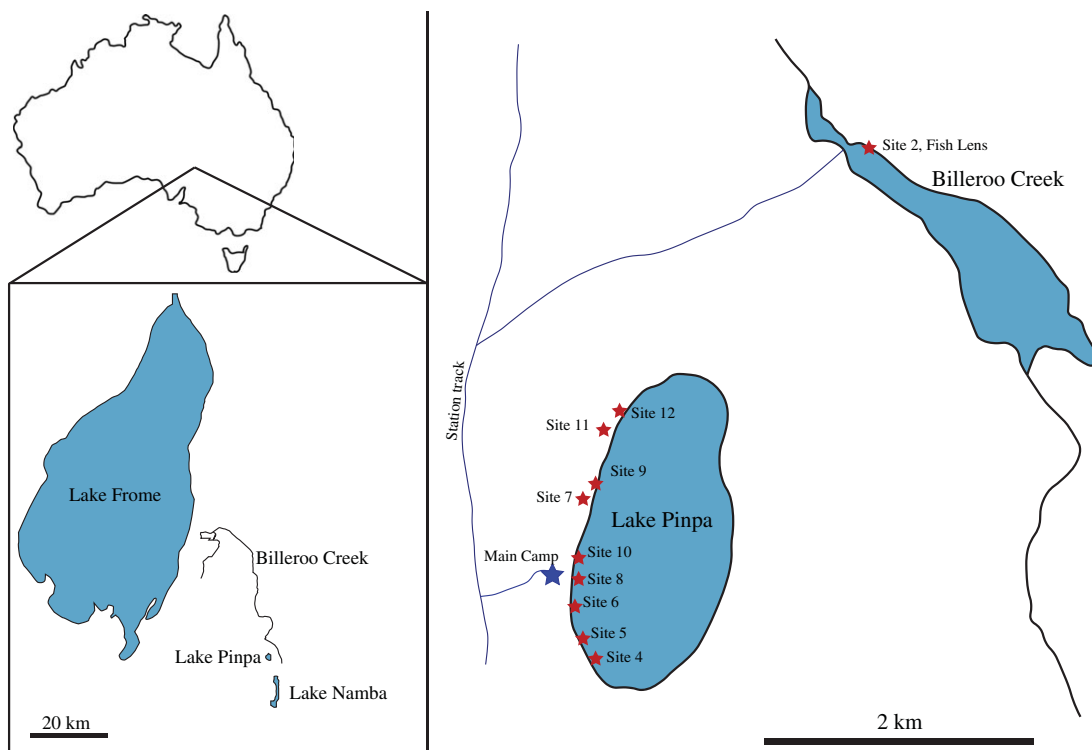 Lake Frome
Billeroo Creek
Lake Pinpa
Lake Namba
20 km
Site 2, Fish Lens
Billeroo Creek
Station track
Site 12
Site 11
Site 9
Site 7
Lake Pinpa
Main Camp
Site 10
Site 8
Site 6
Site 5
Site 4
2 km